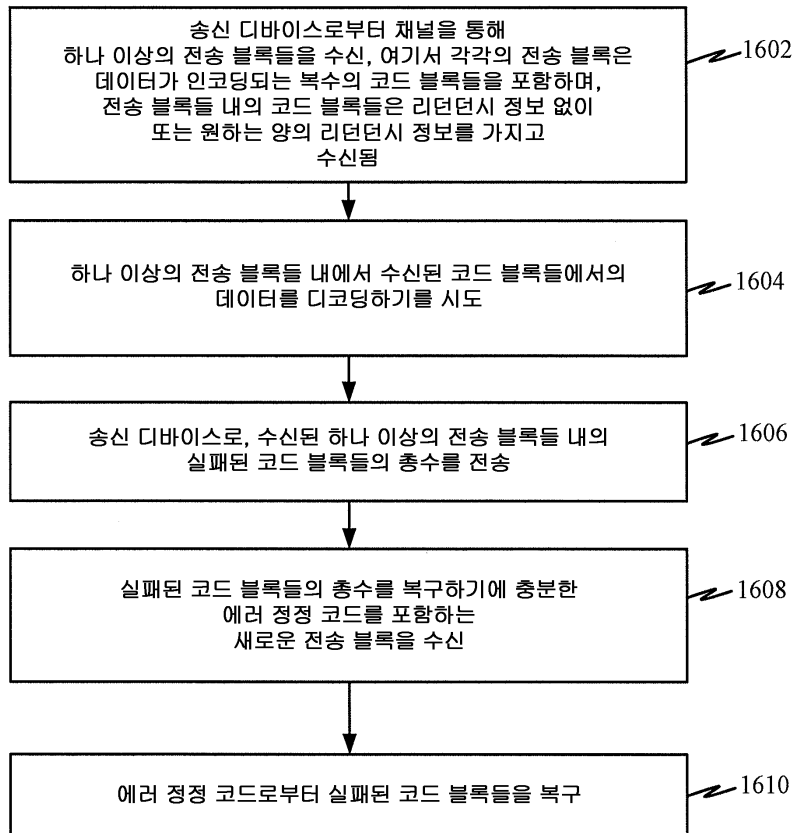 송신 디바이스로부터 채널을 통해
하나 이상의 전송 블록들을 수신, 여기서 각각의 전송 블록은
데이터가 인코딩되는 복수의 코드 블록들을 포함하며,
전송 블록들 내의 코드 블록들은 리던던시 정보 없이
또는 원하는 양의 리던던시 정보를 가지고
수신됨
1602
하나 이상의 전송 블록들 내에서 수신된 코드 블록들에서의
데이터를 디코딩하기를 시도
1604
송신 디바이스로, 수신된 하나 이상의 전송 블록들 내의
실패된 코드 블록들의 총수를 전송
1606
실패된 코드 블록들의 총수를 복구하기에 충분한
에러 정정 코드를 포함하는
새로운 전송 블록을 수신
1608
에러 정정 코드로부터 실패된 코드 블록들을 복구
1610